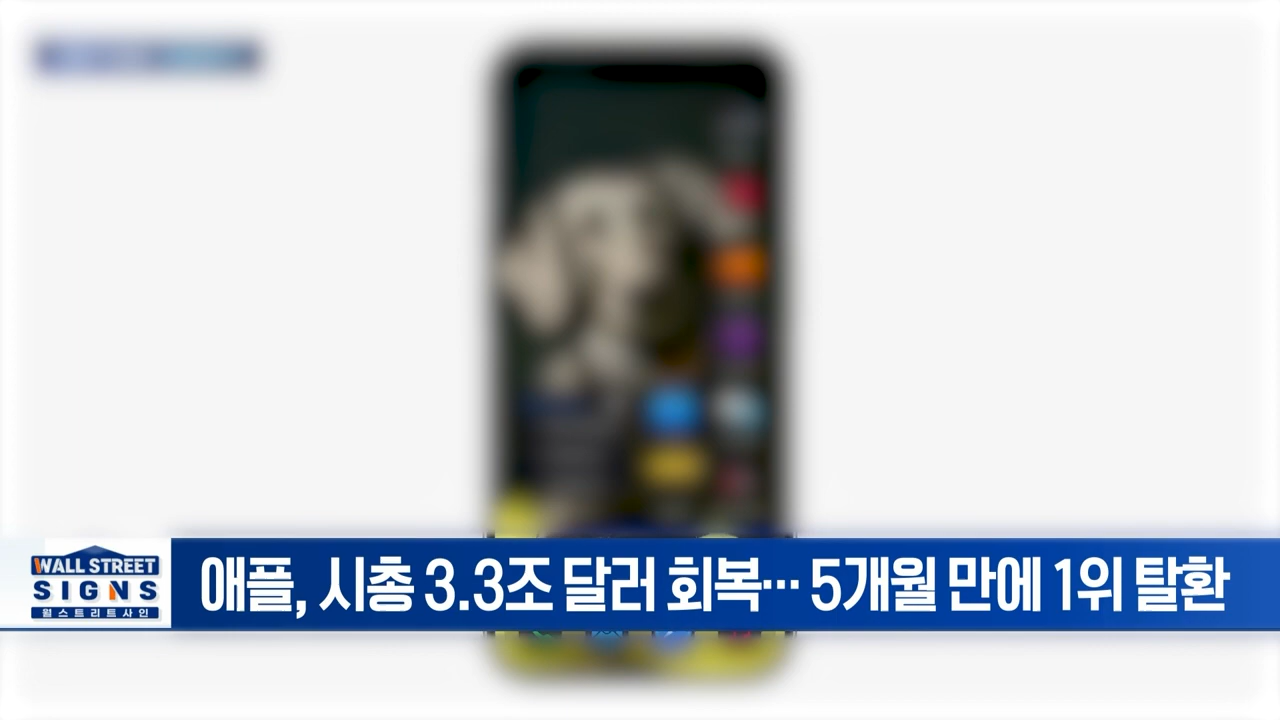 WALL STREET
SIGNS
월스트리트사인
애플, 시총 3.3조 달러 회복… 5개월 만에 1위 탈환